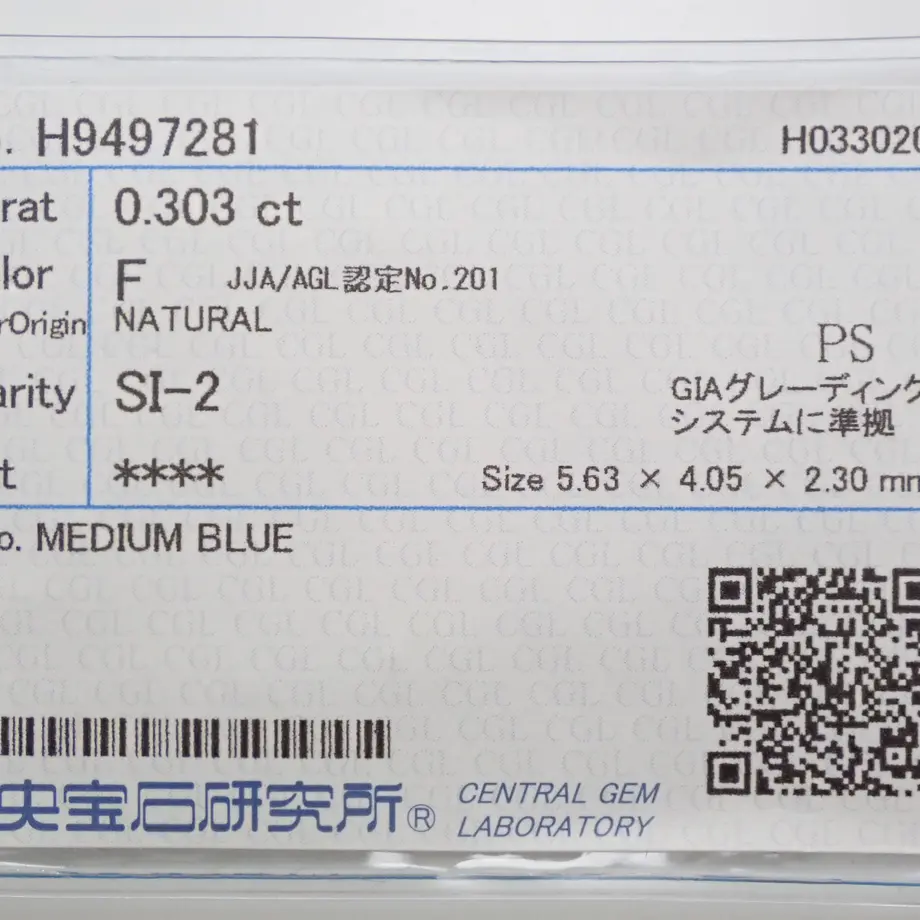 . H9497281 H033020
rat 0.303 ct
lor F JJA/AGL認定No.201
rOrigin NATURAL
PS
arity SI-2 GIAグレーディング
システムに準拠
t **** Size 5.63 × 4.05 × 2.30 mm
o. MEDIUM BLUE
央宝石研究所® CENTRAL GEM
LABORATORY